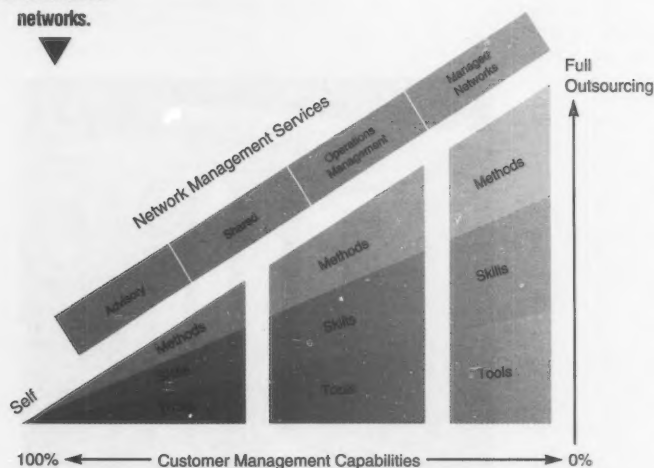 networks.
Full
Outsourcing
Network Management Services
Managed
Networks
Operations
Management
Shared
Advisory
Methods
Skills
Tools
Methods
Skills
Tools
Methods
Skills
Tools
Self
100%
Customer Management Capabilities
0%